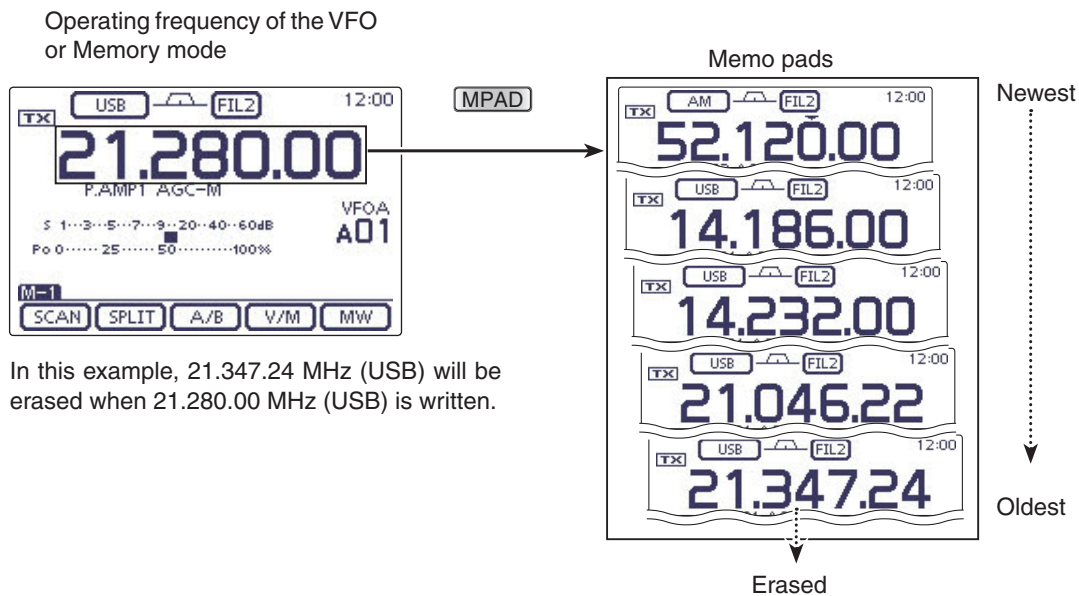 Operating frequency of the VFO
or Memory mode
USB FIL2 12:00
TX
21.280.00
P.AMP1 AGC-M
S 1···3···5···7···9···20···40···60dB
Po 0······25······50·········100%
VFOA
A01
M-1
SCAN SPLIT A/B V/M MW
In this example, 21.347.24 MHz (USB) will be
erased when 21.280.00 MHz (USB) is written.
MPAD
Memo pads
Newest
AM FIL2 12:00
TX
52.120.00
USB FIL2 12:00
TX
14.186.00
USB FIL2 12:00
TX
14.232.00
USB FIL2 12:00
TX
21.046.22
USB FIL2 12:00
TX
21.347.24
Oldest
Erased